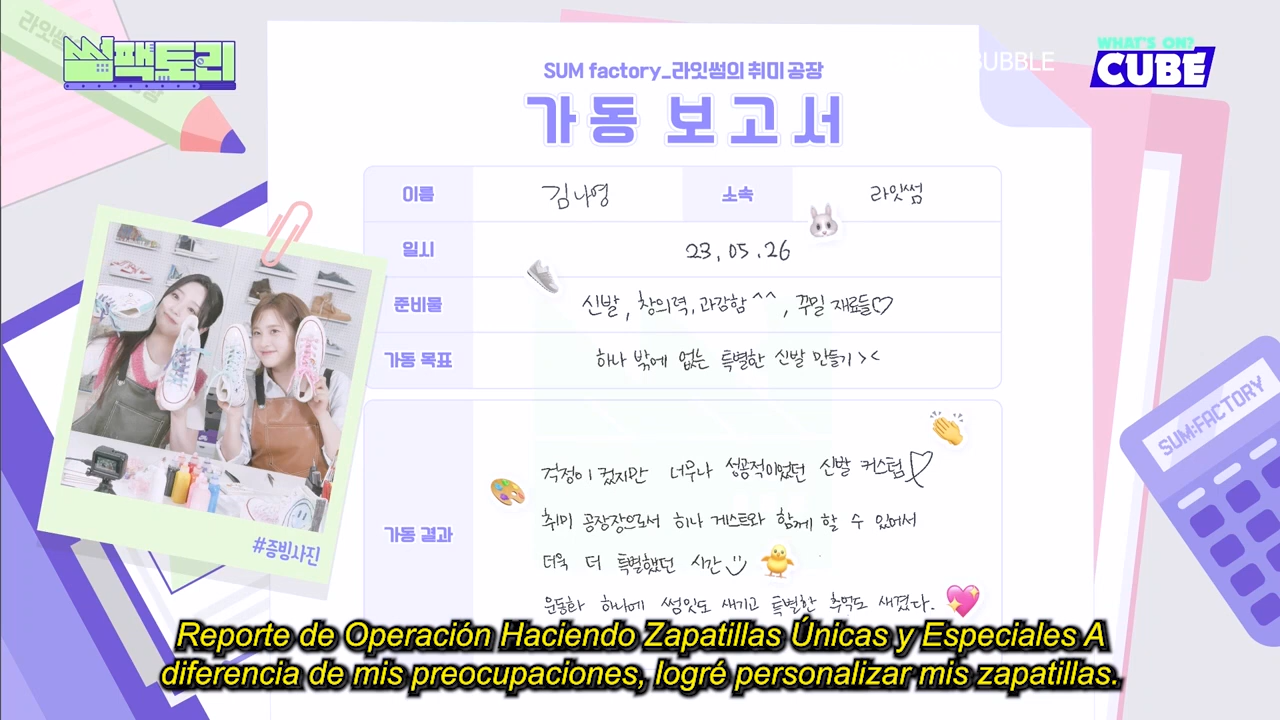 썸팩토리
WHAT'S ON?
CUBE
BUBBLE
SUM factory_라잇썸의 취미 공장
가동 보고서
이름 김나영 소속 라잇썸
일시 23.05.26
준비물 신발, 창의력, 과감함^^, 꾸밀 재료들♡
가동 목표 하나 밖에 없는 특별한 신발 만들기><
가동 결과
걱정이 컸지만 너무나 성공적이었던 신발 커스텀♡
취미 공장장으로서 하나 게스트와 함께 할 수 있어서
더욱 더 특별했던 시간
운동화 하나에 썸잇도 새기고 특별한 추억도 새겼다.
#증빙사진
SUM:FACTORY
Reporte de Operación Haciendo Zapatillas Únicas y Especiales A
diferencia de mis preocupaciones, logré personalizar mis zapatillas.